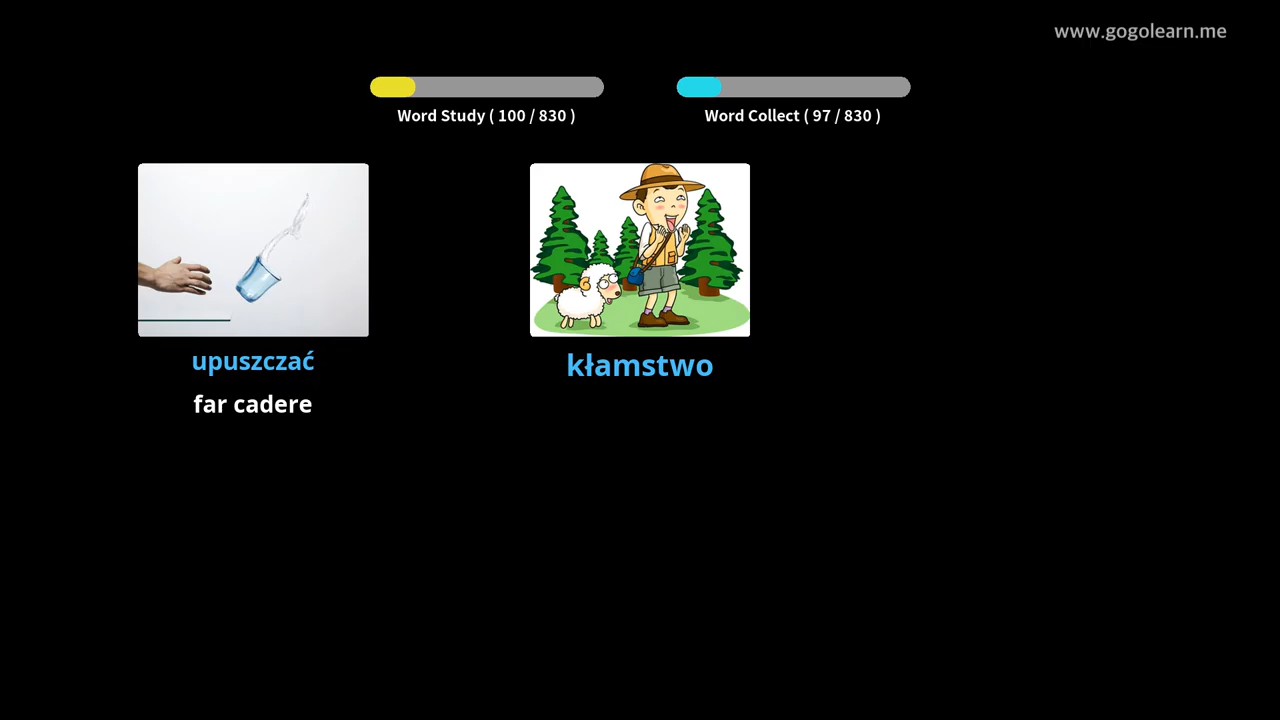 www.gogolearn.me
Word Study ( 100 / 830 )
Word Collect ( 97 / 830 )
upuszczać
far cadere
kłamstwo